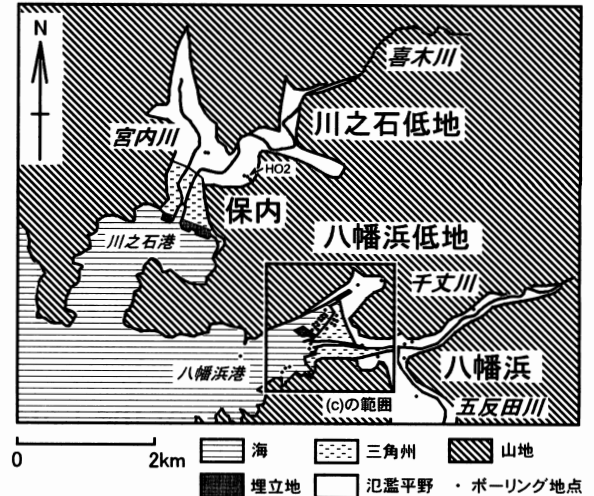 N
喜木川
川之石低地
宮内川
HO2
保内
川之石港
八幡浜低地
千丈川
八幡浜港
八幡浜
(c)の範囲
五反田川
0 2km
海 三角州 山地
埋立地 氾濫平野 ・ボーリング地点